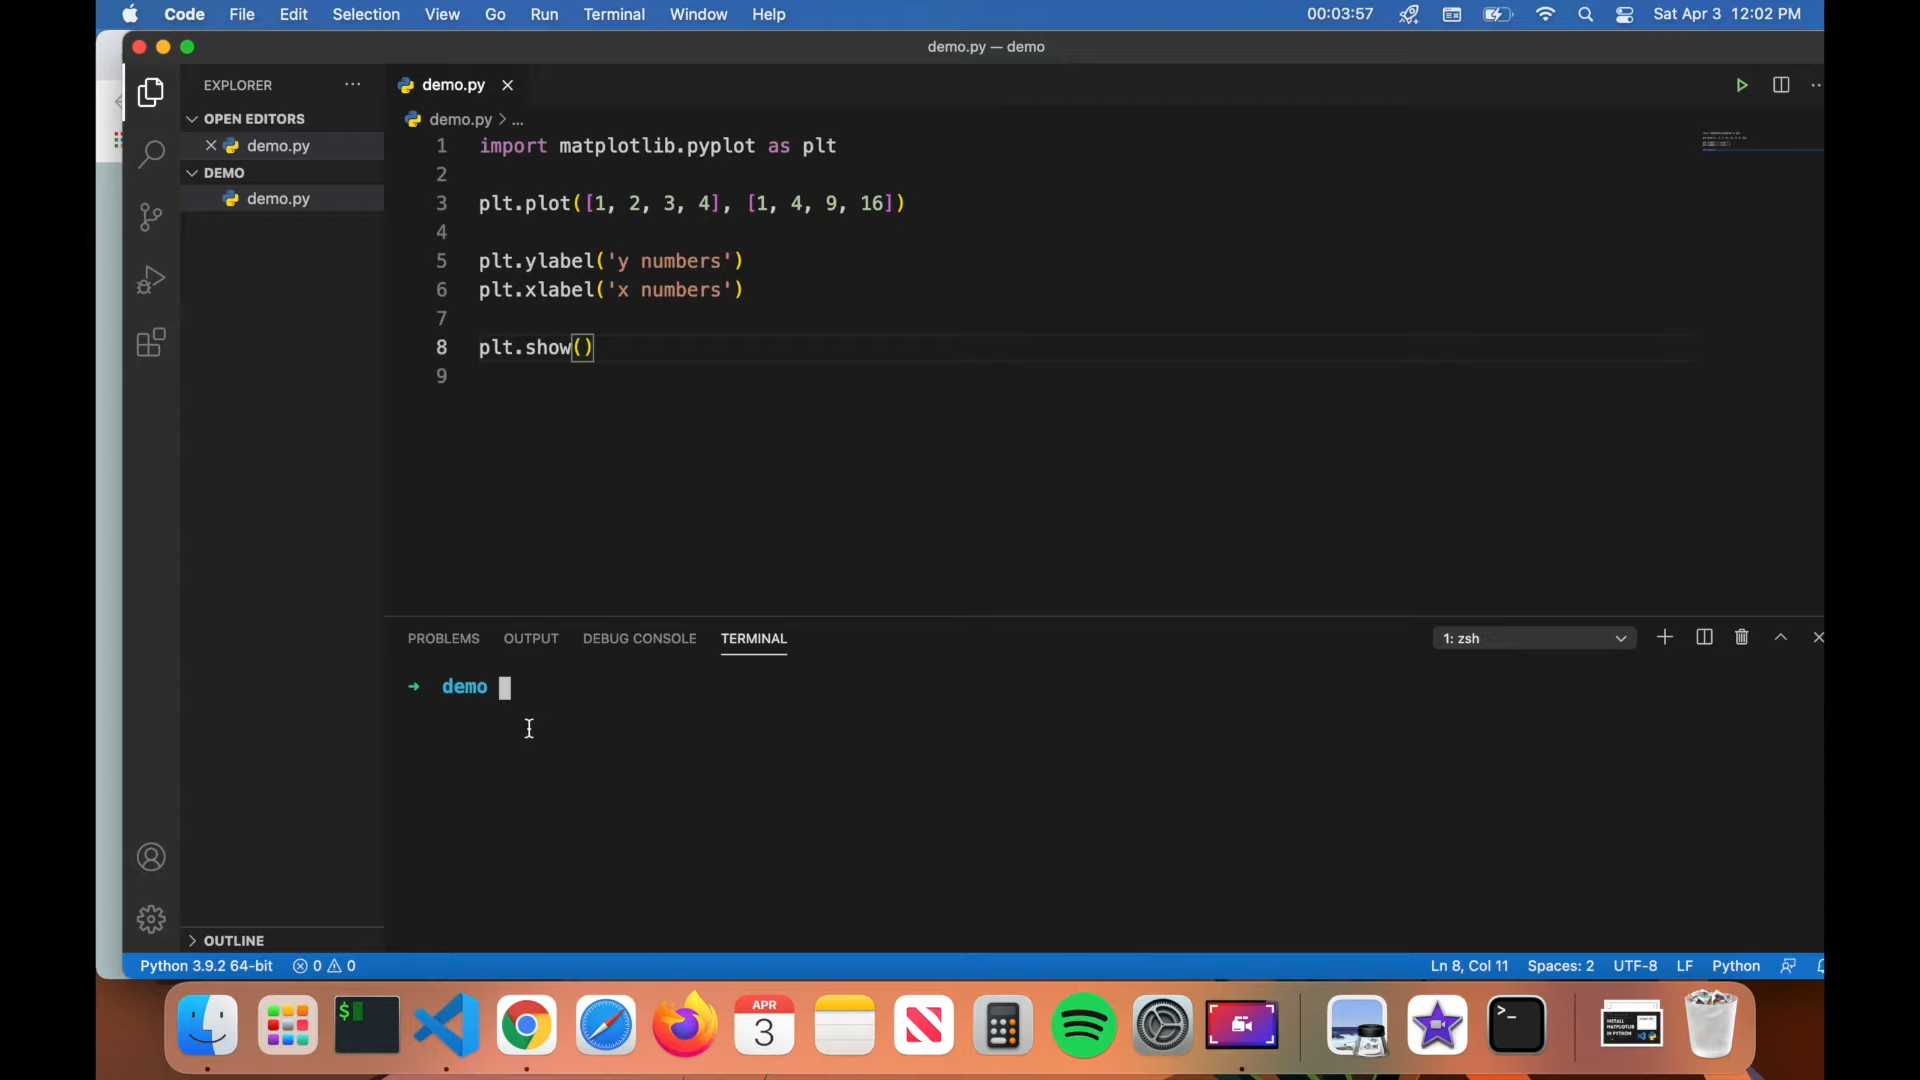 Code File Edit Selection View Go Run Terminal Window Help 00:03:57 Sat Apr 3 12:02 PM
demo.py — demo
EXPLORER ···
demo.py
OPEN EDITORS
demo.py > ...
demo.py
DEMO
demo.py
1 import matplotlib.pyplot as plt
2
3 plt.plot([1, 2, 3, 4], [1, 4, 9, 16])
4
5 plt.ylabel('y numbers')
6 plt.xlabel('x numbers')
7
8 plt.show()
9
PROBLEMS OUTPUT DEBUG CONSOLE TERMINAL 1: zsh
→ demo
OUTLINE
Python 3.9.2 64-bit 0 0 Ln 8, Col 11 Spaces: 2 UTF-8 LF Python
$
APR
3
>_
INSTALL
MATPLOTLIB
IN PYTHON